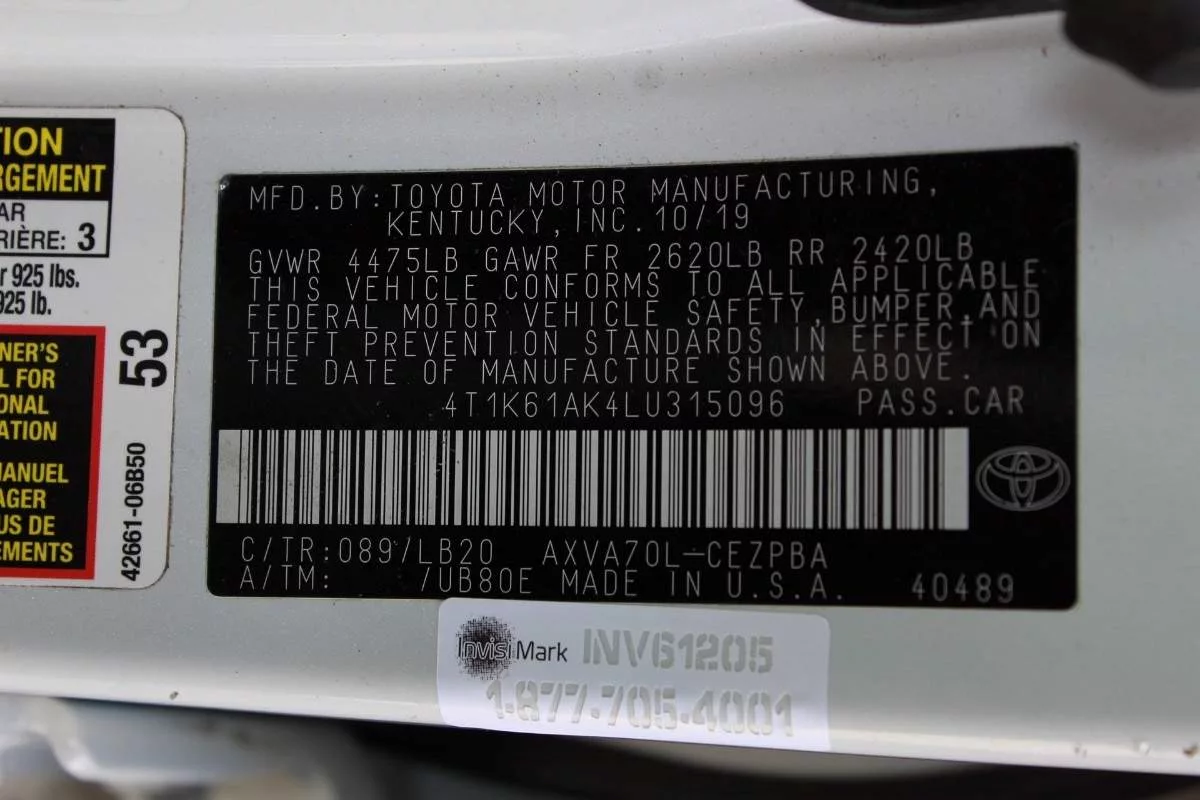 TION
RGEMENT
AR
RIÈRE: 3
r 925 lbs.
925 lb.
NER'S
L FOR
ONAL
ATION
MANUEL
AGER
US DE
EMENTS
53
42661-06B50
MFD.BY:TOYOTA MOTOR MANUFACTURING,
KENTUCKY,INC.10/19
GVWR 4475LB GAWR FR 2620LB RR 2420LB
THIS VEHICLE CONFORMS TO ALL APPLICABLE
FEDERAL MOTOR VEHICLE SAFETY,BUMPER,AND
THEFT PREVENTION STANDARDS IN EFFECT ON
THE DATE OF MANUFACTURE SHOWN ABOVE.
4T1K61AK4LU315096 PASS.CAR
C/TR:089/LB20 AXVA70L-CEZPBA
A/TM: /UB80E MADE IN U.S.A. 40489
InvisiMark INV61205
1-877-705-4001